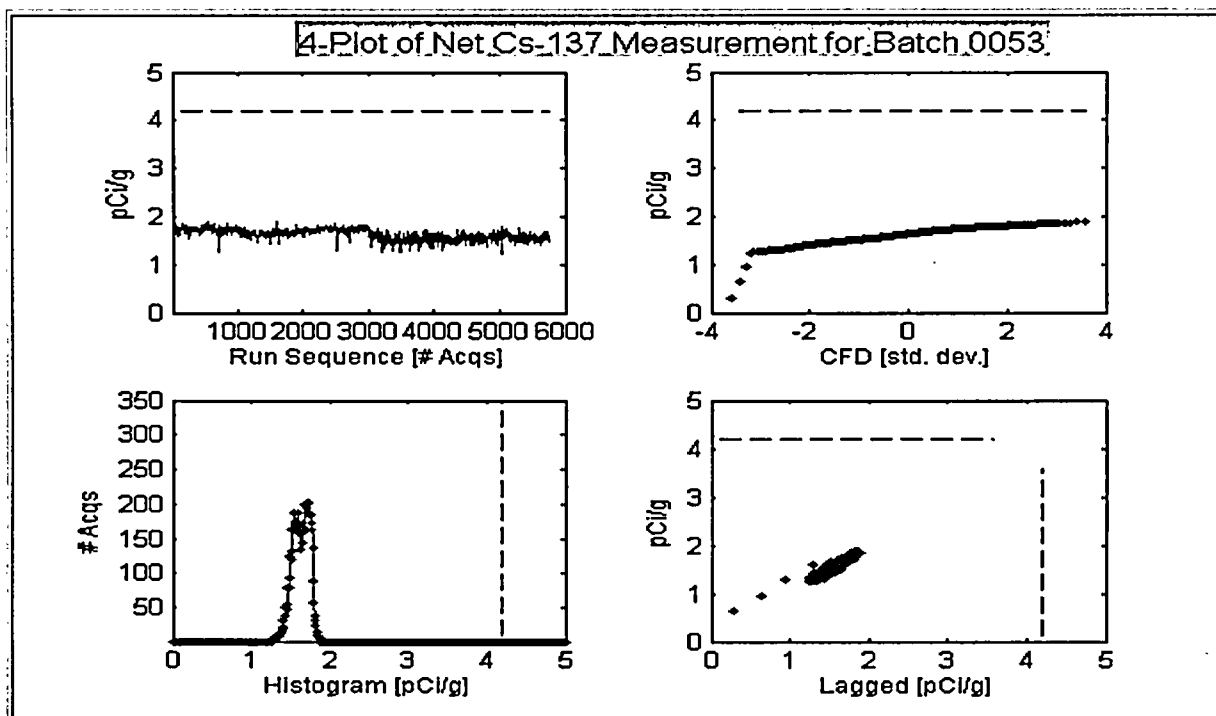 4-Plot of Net Cs-137 Measurement for Batch 0053
5
4
3
2
1
0
pCi/g
1000 2000 3000 4000 5000 6000
Run Sequence [# Acqs]
5
4
3
2
1
0
pCi/g
-4 -2 0 2 4
CFD [std. dev.]
350
300
250
200
150
100
50
# Acqs
0 1 2 3 4 5
Histogram [pCi/g]
5
4
3
2
1
0
pCi/g
0 1 2 3 4 5
Lagged [pCi/g]